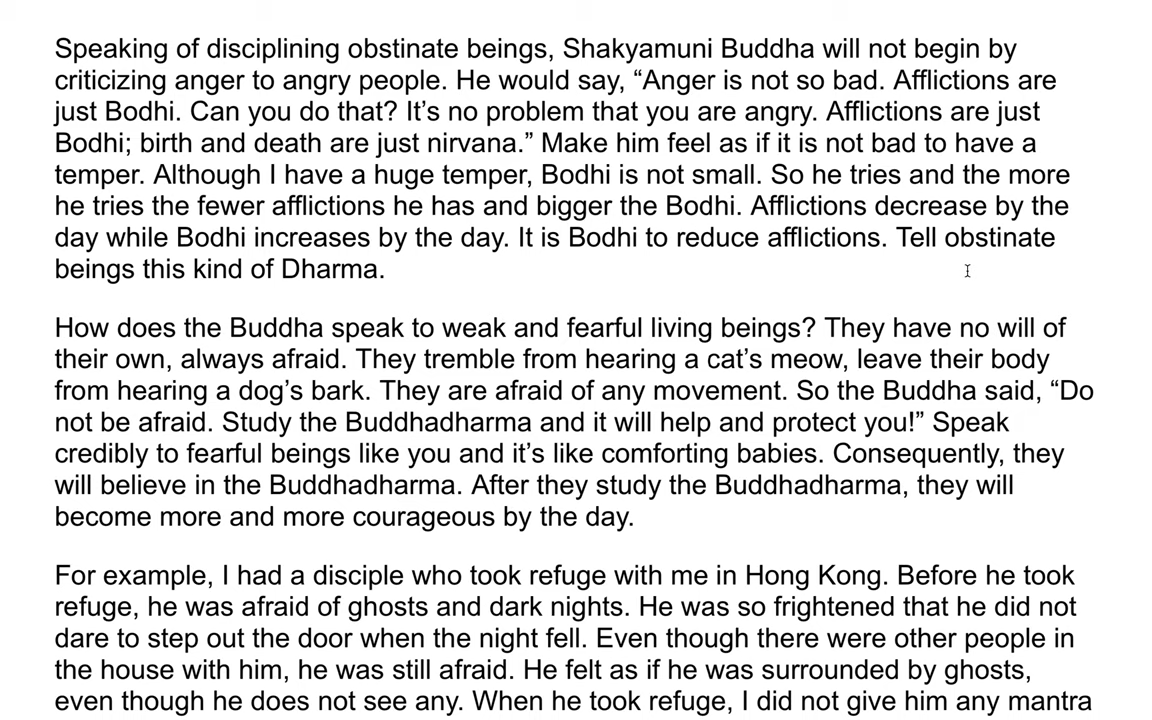 Speaking of disciplining obstinate beings, Shakyamuni Buddha will not begin by
criticizing anger to angry people. He would say, “Anger is not so bad. Afflictions are
just Bodhi. Can you do that? It’s no problem that you are angry. Afflictions are just
Bodhi; birth and death are just nirvana.” Make him feel as if it is not bad to have a
temper. Although I have a huge temper, Bodhi is not small. So he tries and the more
he tries the fewer afflictions he has and bigger the Bodhi. Afflictions decrease by the
day while Bodhi increases by the day. It is Bodhi to reduce afflictions. Tell obstinate
beings this kind of Dharma.
How does the Buddha speak to weak and fearful living beings? They have no will of
their own, always afraid. They tremble from hearing a cat’s meow, leave their body
from hearing a dog’s bark. They are afraid of any movement. So the Buddha said, “Do
not be afraid. Study the Buddhadharma and it will help and protect you!” Speak
credibly to fearful beings like you and it’s like comforting babies. Consequently, they
will believe in the Buddhadharma. After they study the Buddhadharma, they will
become more and more courageous by the day.
For example, I had a disciple who took refuge with me in Hong Kong. Before he took
refuge, he was afraid of ghosts and dark nights. He was so frightened that he did not
dare to step out the door when the night fell. Even though there were other people in
the house with him, he was still afraid. He felt as if he was surrounded by ghosts,
even though he does not see any. When he took refuge, I did not give him any mantra